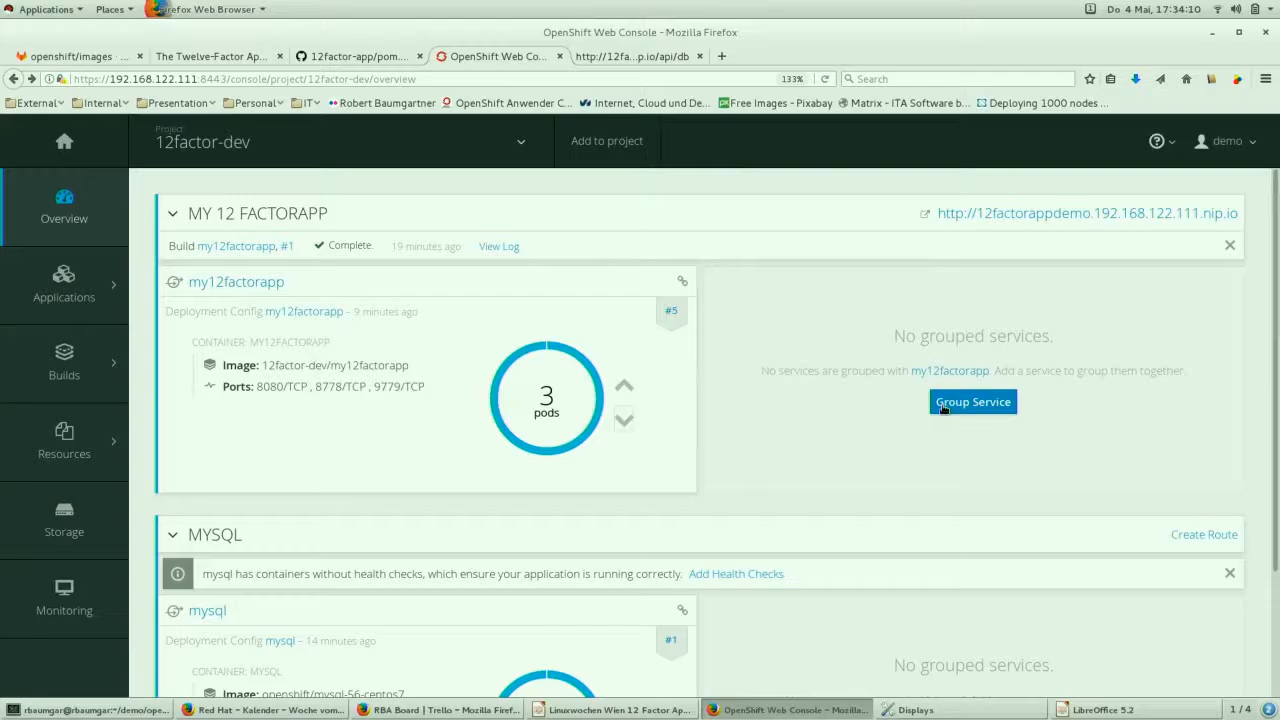 Applications Places Firefox Web Browser 1 Do 4 Mai, 17:34:10
OpenShift Web Console - Mozilla Firefox
openshift/images · ... × The Twelve-Factor Ap... × 12factor-app/pom... × OpenShift Web Co... × http://12fa...p.io/api/db ×
https://192.168.122.111:8443/console/project/12factor-dev/overview 133% Search
External Internal Presentation Personal IT Robert Baumgartner OpenShift Anwender C... Internet, Cloud und De... Free Images - Pixabay Matrix - ITA Software b... Deploying 1000 nodes ...
Project
12factor-dev Add to project demo
Overview
Applications
Builds
Resources
Storage
Monitoring
MY 12 FACTORAPP http://12factorappdemo.192.168.122.111.nip.io
Build my12factorapp, #1 Complete. 19 minutes ago View Log
my12factorapp
Deployment Config my12factorapp – 9 minutes ago #5
CONTAINER: MY12FACTORAPP
Image: 12factor-dev/my12factorapp
Ports: 8080/TCP , 8778/TCP , 9779/TCP
3
pods
No grouped services.
No services are grouped with my12factorapp. Add a service to group them together.
Group Service
MYSQL Create Route
mysql has containers without health checks, which ensure your application is running correctly. Add Health Checks
mysql
Deployment Config mysql – 14 minutes ago #1
CONTAINER: MYSQL
Image: openshift/mysql-56-centos7
No grouped services.
rbaumgar@rbaumgar:~/demo/ope... Red Hat – Kalender – Woche vom... RBA Board | Trello – Mozilla Firef... Linuxwochen Wien 12 Factor Ap... OpenShift Web Console – Mozilla... Displays LibreOffice 5.2 1 / 4